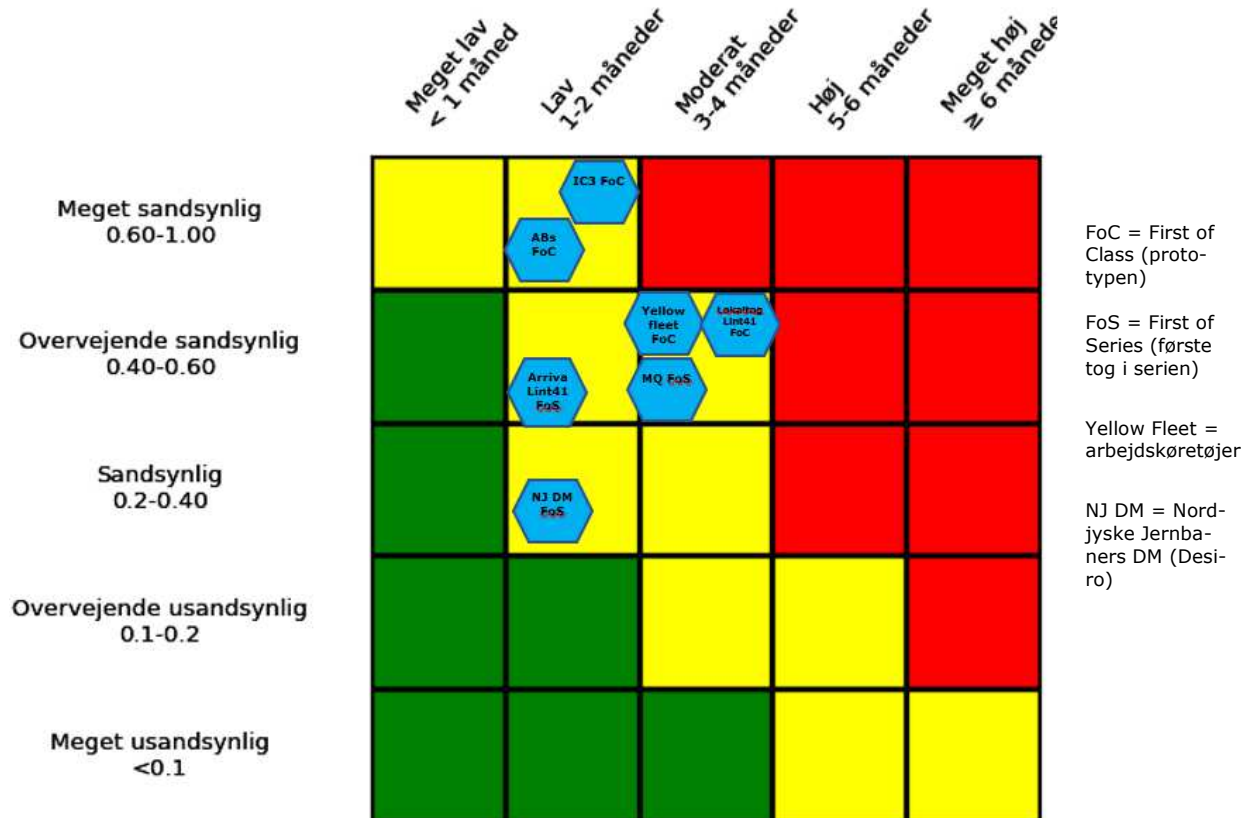 Meget lav
< 1 måned
Lav
1-2 måneder
Moderat
3-4 måneder
Høj
5-6 måneder
Meget høj
≥ 6 månede
Meget sandsynlig
0.60-1.00
IC3 FoC
ABs
FoC
Overvejende sandsynlig
0.40-0.60
Yellow
fleet
FoC
Lokaltog
Lint41
FoC
Arriva
Lint41
FoS
MQ FoS
Sandsynlig
0.2-0.40
NJ DM
FoS
Overvejende usandsynlig
0.1-0.2
Meget usandsynlig
<0.1
FoC = First of
Class (proto-
typen)
FoS = First of
Series (første
tog i serien)
Yellow Fleet =
arbejdskøretøjer
NJ DM = Nord-
jyske Jernba-
ners DM (Desi-
ro)